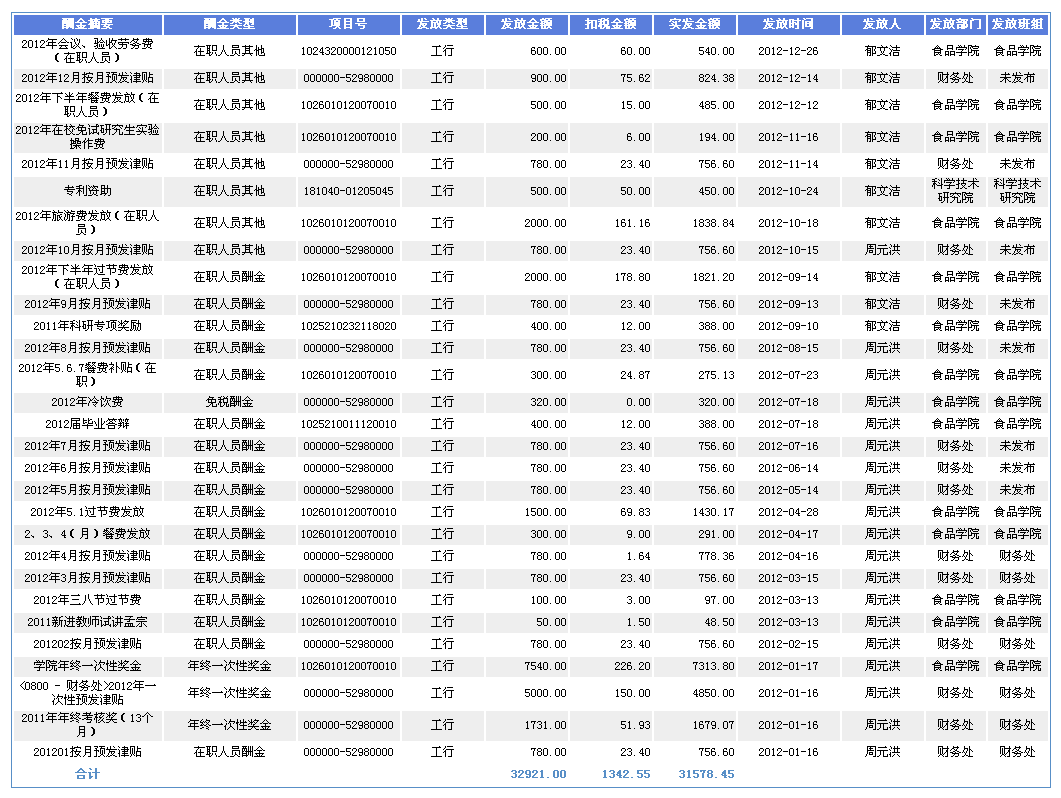 酬金摘要 酬金类型 项目号 发放类型 发放金额 扣税金额 实发金额 发放时间 发放人 发放部门 发放班组
2012年会议、验收劳务费(在职人员) 在职人员其他 1024320000121050 工行 600.00 60.00 540.00 2012-12-26 郁文洁 食品学院 食品学院
2012年12月按月预发津贴 在职人员其他 000000-52980000 工行 900.00 75.62 824.38 2012-12-14 郁文洁 财务处 未发布
2012年下半年餐费发放(在职人员) 在职人员其他 1026010120070010 工行 500.00 15.00 485.00 2012-12-12 郁文洁 食品学院 食品学院
2012年在校免试研究生实验操作费 在职人员其他 1026010120070010 工行 200.00 6.00 194.00 2012-11-16 郁文洁 食品学院 食品学院
2012年11月按月预发津贴 在职人员其他 000000-52980000 工行 780.00 23.40 756.60 2012-11-14 郁文洁 财务处 未发布
专利资助 在职人员其他 181040-01205045 工行 500.00 50.00 450.00 2012-10-24 郁文洁 科学技术研究院 科学技术研究院
2012年旅游费发放(在职人员) 在职人员其他 1026010120070010 工行 2000.00 161.16 1838.84 2012-10-18 郁文洁 食品学院 食品学院
2012年10月按月预发津贴 在职人员其他 000000-52980000 工行 780.00 23.40 756.60 2012-10-15 周元洪 财务处 未发布
2012年下半年过节费发放(在职人员) 在职人员酬金 1026010120070010 工行 2000.00 178.80 1821.20 2012-09-14 郁文洁 食品学院 食品学院
2012年9月按月预发津贴 在职人员酬金 000000-52980000 工行 780.00 23.40 756.60 2012-09-13 郁文洁 财务处 未发布
2011年科研专项奖励 在职人员酬金 1025210232118020 工行 400.00 12.00 388.00 2012-09-10 郁文洁 食品学院 食品学院
2012年8月按月预发津贴 在职人员酬金 000000-52980000 工行 780.00 23.40 756.60 2012-08-15 周元洪 财务处 未发布
2012年5.6.7餐费补贴(在职) 在职人员酬金 1026010120070010 工行 300.00 24.87 275.13 2012-07-23 周元洪 食品学院 食品学院
2012年冷饮费 免税酬金 000000-52980000 工行 320.00 0.00 320.00 2012-07-18 周元洪 食品学院 食品学院
2012届毕业答辩 在职人员酬金 1025210011120010 工行 400.00 12.00 388.00 2012-07-18 周元洪 食品学院 食品学院
2012年7月按月预发津贴 在职人员酬金 000000-52980000 工行 780.00 23.40 756.60 2012-07-16 周元洪 财务处 未发布
2012年6月按月预发津贴 在职人员酬金 000000-52980000 工行 780.00 23.40 756.60 2012-06-14 周元洪 财务处 未发布
2012年5月按月预发津贴 在职人员酬金 000000-52980000 工行 780.00 23.40 756.60 2012-05-14 周元洪 财务处 未发布
2012年5.1过节费发放 在职人员酬金 1026010120070010 工行 1500.00 69.83 1430.17 2012-04-28 周元洪 食品学院 食品学院
2、3、4(月)餐费发放 在职人员酬金 1026010120070010 工行 300.00 9.00 291.00 2012-04-17 周元洪 食品学院 食品学院
2012年4月按月预发津贴 在职人员酬金 000000-52980000 工行 780.00 1.64 778.36 2012-04-16 周元洪 财务处 财务处
2012年3月按月预发津贴 在职人员酬金 000000-52980000 工行 780.00 23.40 756.60 2012-03-15 周元洪 财务处 财务处
2012年三八节过节费 在职人员酬金 1026010120070010 工行 100.00 3.00 97.00 2012-03-13 周元洪 食品学院 食品学院
2011新进教师试讲孟宗 在职人员酬金 1026010120070010 工行 50.00 1.50 48.50 2012-03-13 周元洪 食品学院 食品学院
201202按月预发津贴 在职人员酬金 000000-52980000 工行 780.00 23.40 756.60 2012-02-15 周元洪 财务处 财务处
学院年终一次性奖金 年终一次性奖金 1026010120070010 工行 7540.00 226.20 7313.80 2012-01-17 周元洪 食品学院 食品学院
<0800 - 财务处>2012年一次性预发津贴 年终一次性奖金 000000-52980000 工行 5000.00 150.00 4850.00 2012-01-16 周元洪 财务处 财务处
2011年年终考核奖(13个月) 年终一次性奖金 000000-52980000 工行 1731.00 51.93 1679.07 2012-01-16 周元洪 财务处 财务处
201201按月预发津贴 在职人员酬金 000000-52980000 工行 780.00 23.40 756.60 2012-01-16 周元洪 财务处 财务处
合计 32921.00 1342.55 31578.45